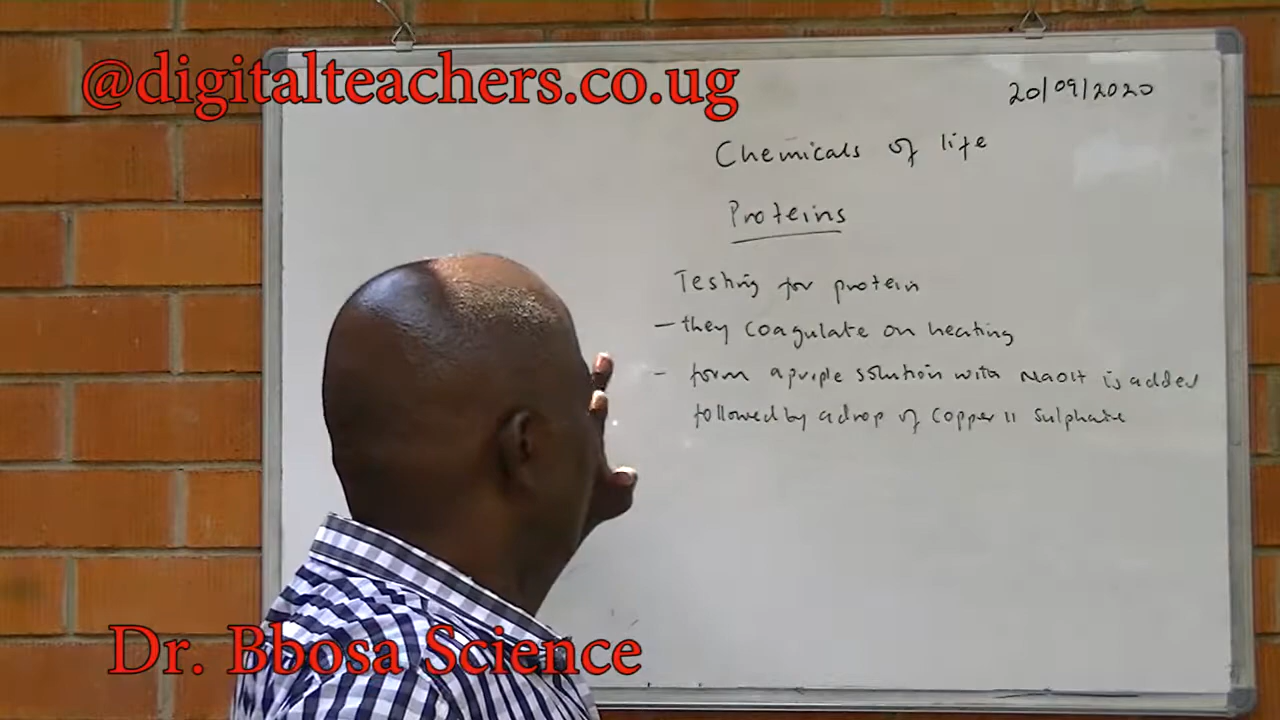 @digitalteachers.co.ug
20/09/2020
Chemicals of life
Proteins
Testing for protein
- they coagulate on heating
- form a purple solution with NaOH is added
followed by a drop of Copper II Sulphate
Dr. Bbosa Science